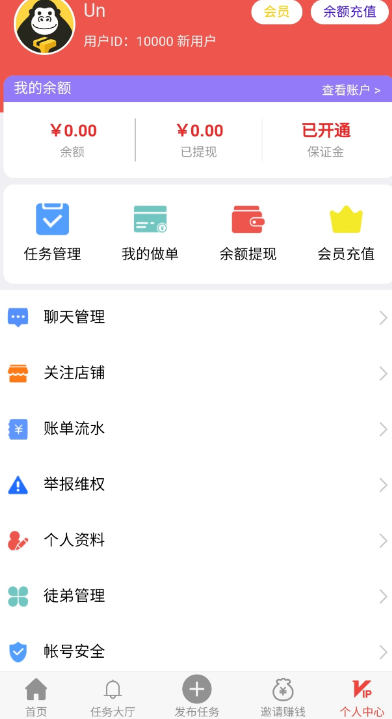 Un
会员
余额充值
用户ID：10000 新用户
我的余额
查看账户 >
￥0.00
￥0.00
已开通
余额
已提现
保证金
任务管理
我的做单
余额提现
会员充值
聊天管理
关注店铺
账单流水
举报维权
个人资料
徒弟管理
帐号安全
首页
任务大厅
发布任务
邀请赚钱
VIP
个人中心